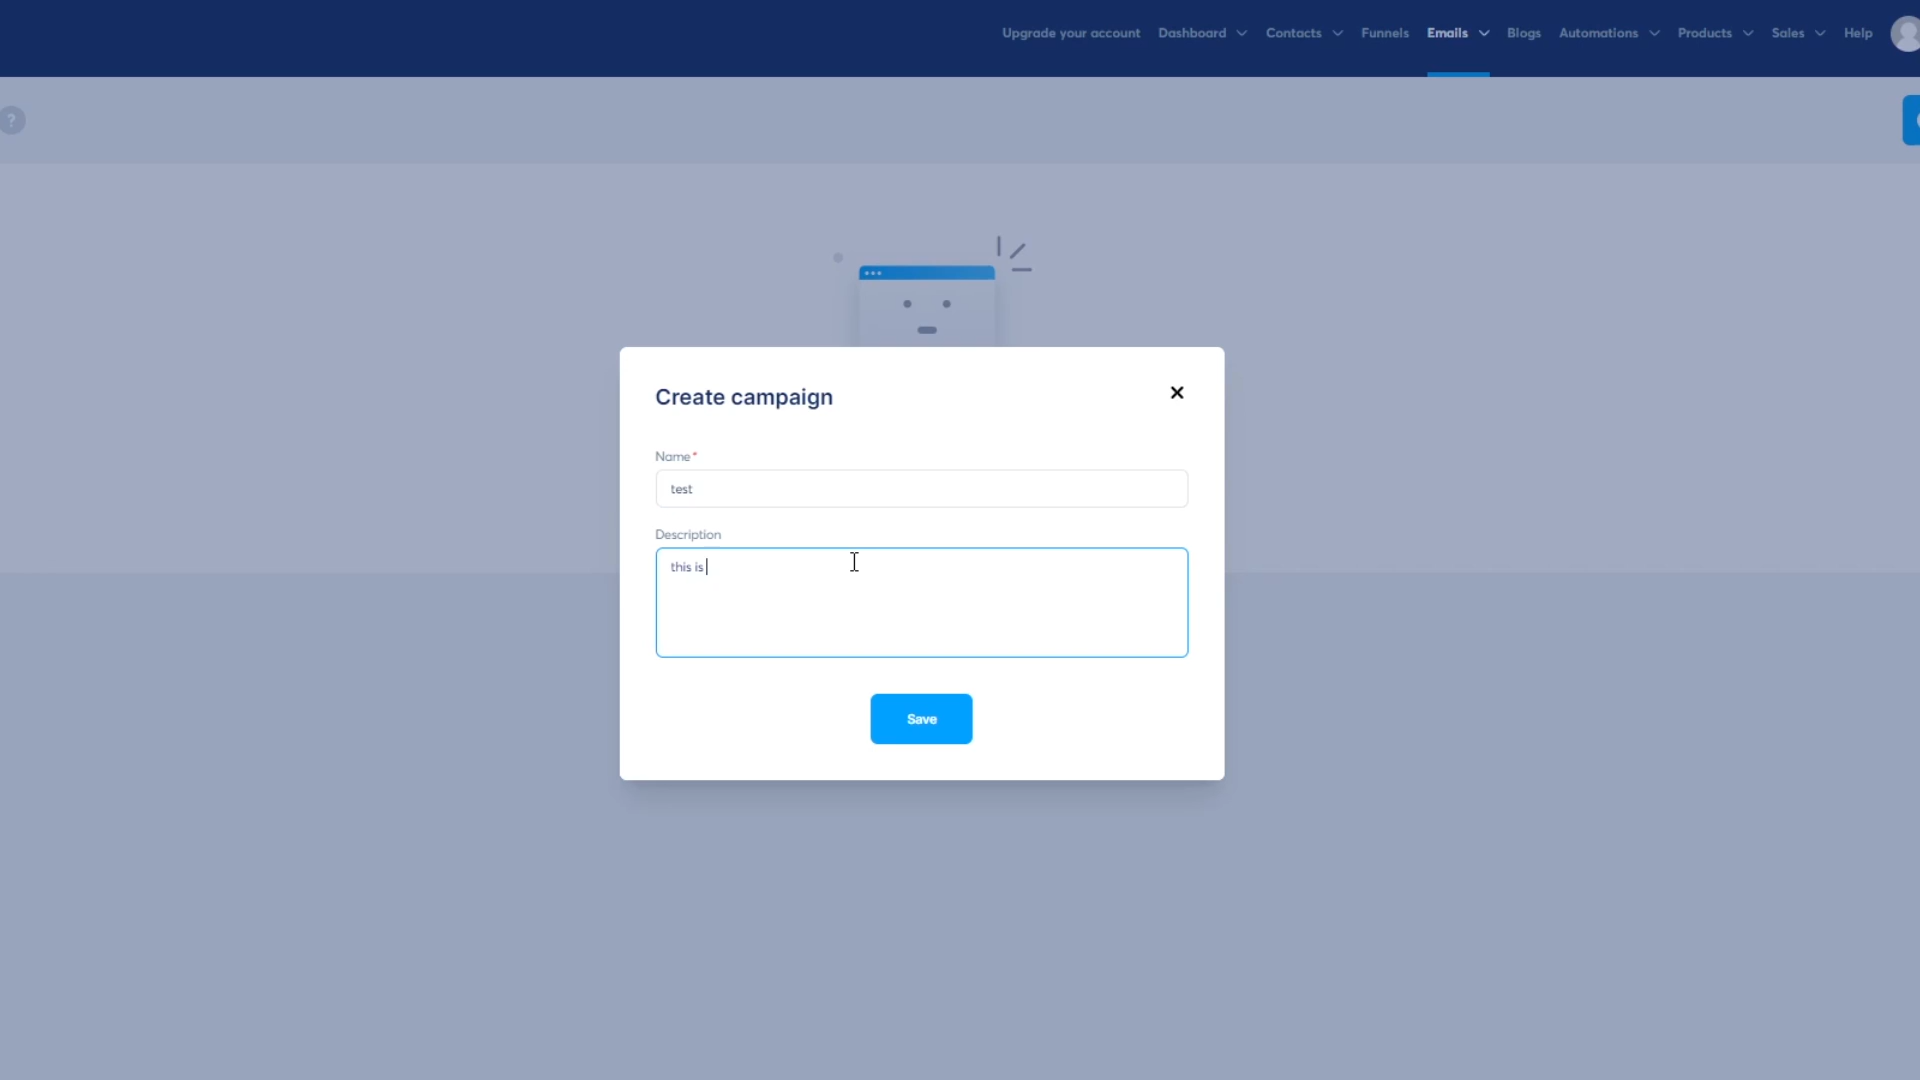 Upgrade your account Dashboard Contacts Funnels Emails Blogs Automations Products Sales Help
?
Create campaign
Name*
test
Description
this is
Save